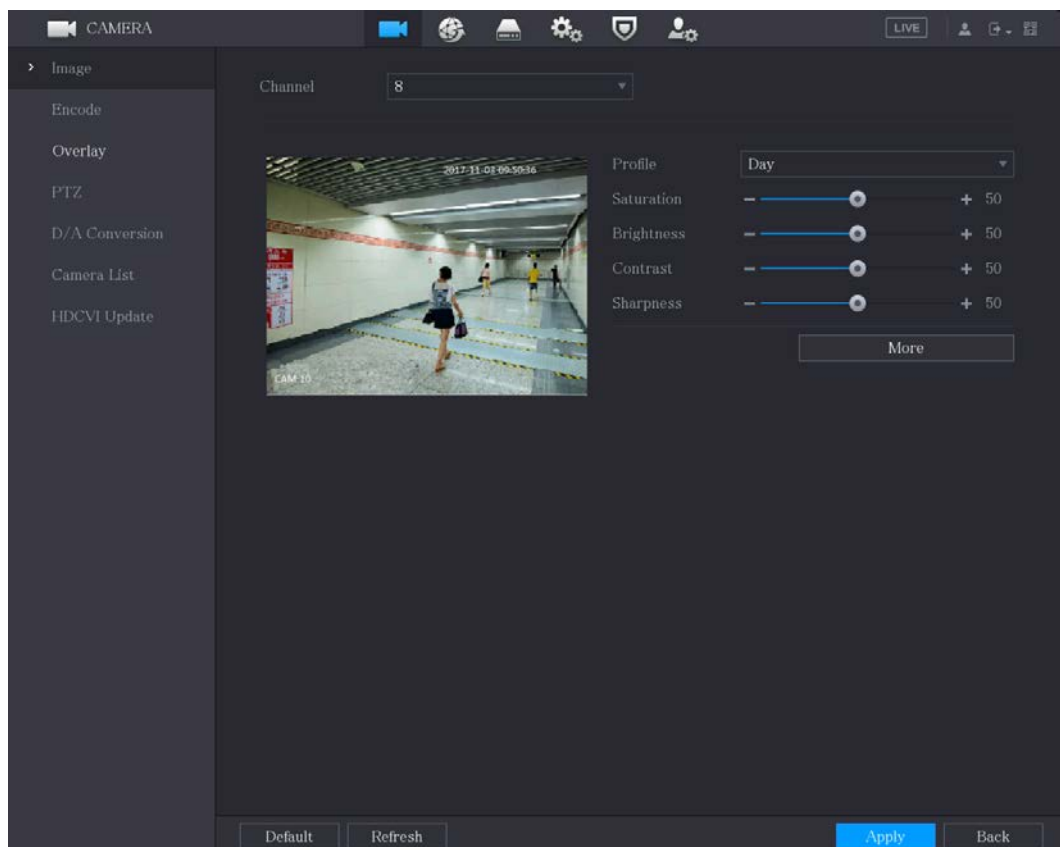 CAMERA
LIVE
Image
Encode
Overlay
PTZ
D/A Conversion
Camera List
HDCVI Update
Channel
8
2017-11-03 09:50:36
CAM 10
Profile
Day
Saturation
50
Brightness
50
Contrast
50
Sharpness
50
More
Default
Refresh
Apply
Back